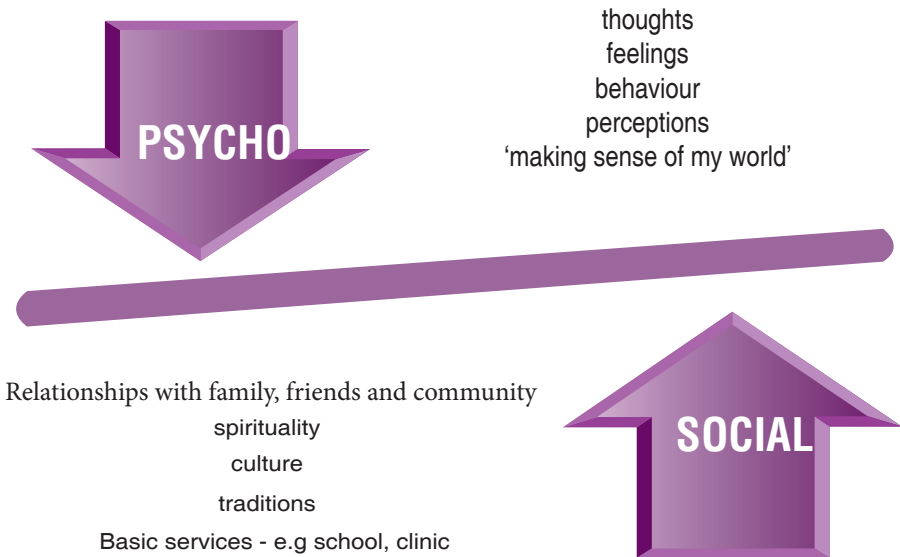 PSYCHO
thoughts
feelings
behaviour
perceptions
'making sense of my world'
Relationships with family, friends and community
spirituality
culture
traditions
Basic services - e.g school, clinic
SOCIAL